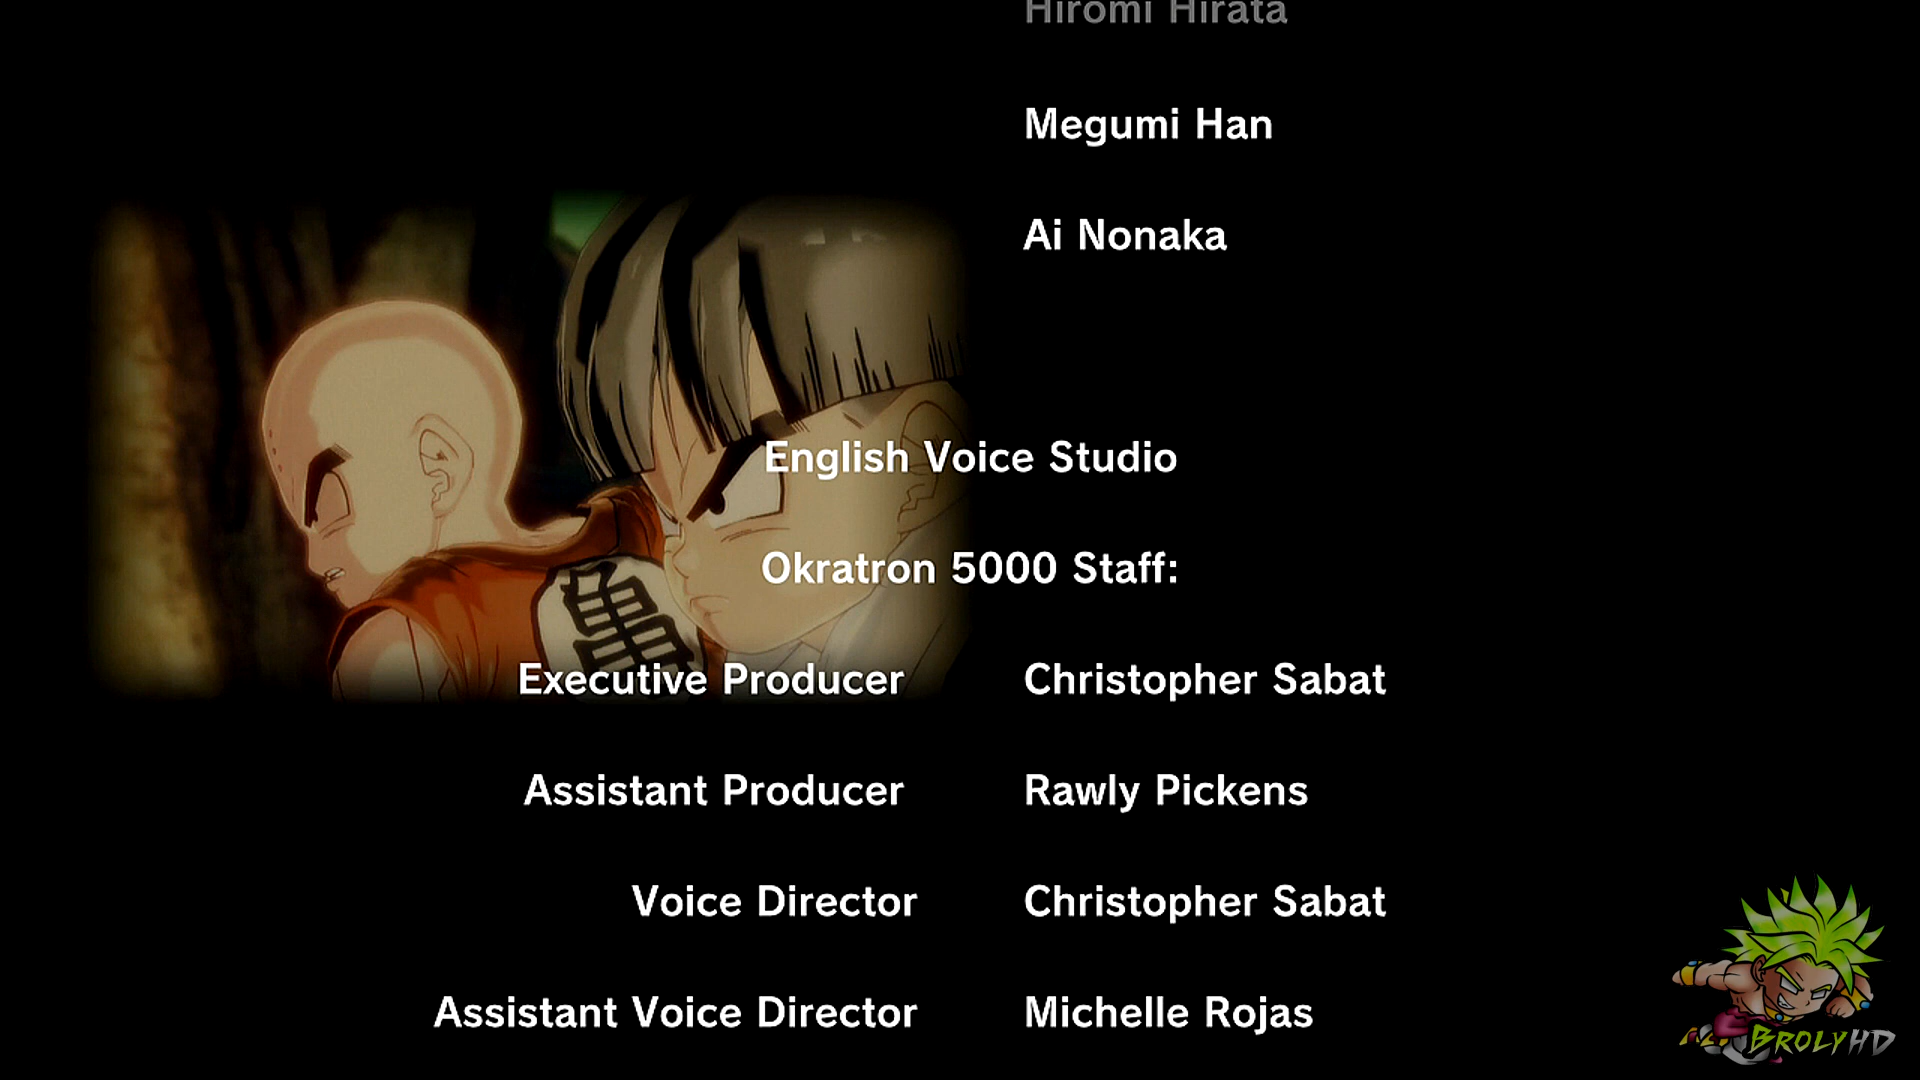 Hiromi Hirata
Megumi Han
Ai Nonaka
English Voice Studio
Okratron 5000 Staff:
亀
Executive Producer Christopher Sabat
Assistant Producer Rawly Pickens
Voice Director Christopher Sabat
Assistant Voice Director Michelle Rojas
BROLYHD